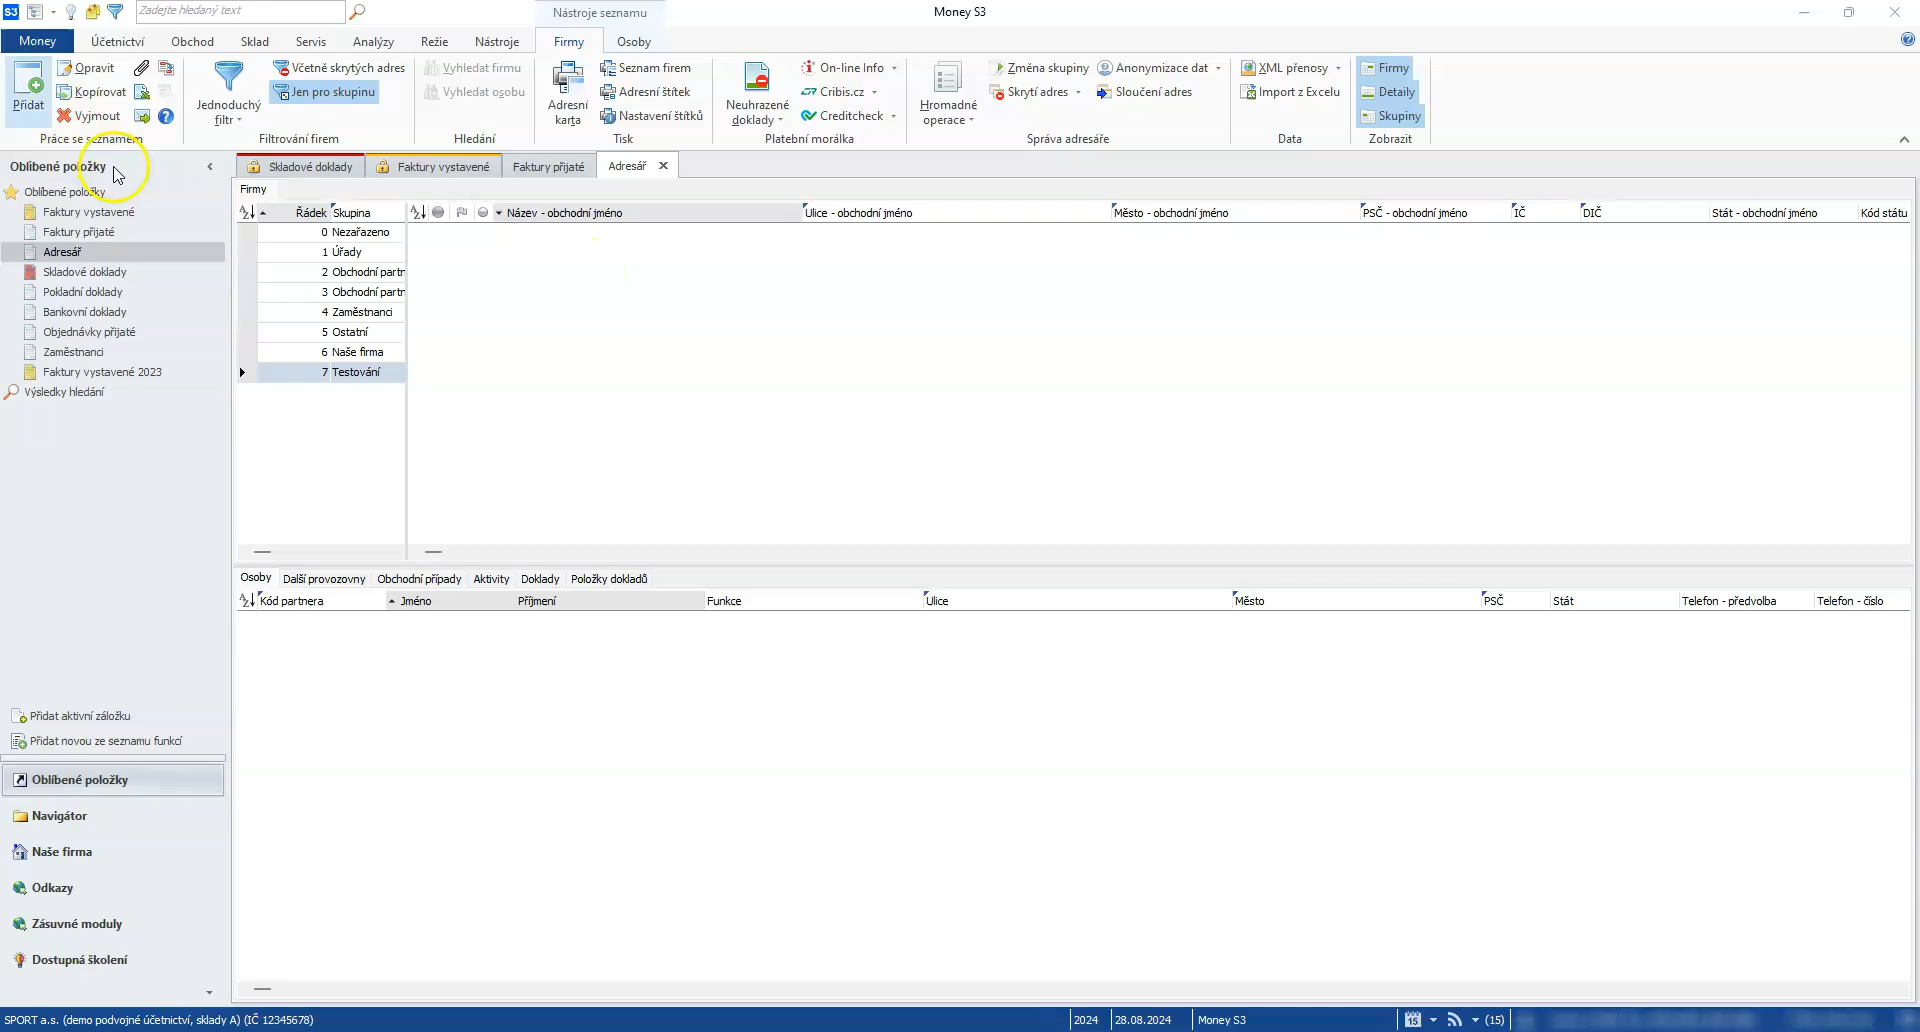 S3 Zadejte hledaný text Nástroje seznamu Money S3
Money Účetnictví Obchod Sklad Servis Analýzy Režie Nástroje Firmy Osoby
Přidat
Opravit
Kopírovat
Vyjmout
Práce se seznamem
Jednoduchý
filtr
Včetně skrytých adres
Jen pro skupinu
Filtrování firem
Vyhledat firmu
Vyhledat osobu
Hledání
Adresní
karta
Seznam firem
Adresní štítek
Nastavení štítků
Tisk
Neuhrazené
doklady
On-line Info
Cribis.cz
Creditcheck
Platební morálka
Hromadné
operace
Změna skupiny
Skrytí adres
Anonymizace dat
Sloučení adres
Správa adresáře
XML přenosy
Import z Excelu
Data
Firmy
Detaily
Skupiny
Zobrazit
Oblíbené položky
Oblíbené položky
Faktury vystavené
Faktury přijaté
Adresář
Skladové doklady
Pokladní doklady
Bankovní doklady
Objednávky přijaté
Zaměstnanci
Faktury vystavené 2023
Výsledky hledání
Přidat aktivní záložku
Přidat novou ze seznamu funkcí
Oblíbené položky
Navigátor
Naše firma
Odkazy
Zásuvné moduly
Dostupná školení
Skladové doklady Faktury vystavené Faktury přijaté Adresář
Firmy
Řádek Skupina
0 Nezařazeno
1 Úřady
2 Obchodní partn
3 Obchodní partn
4 Zaměstnanci
5 Ostatní
6 Naše firma
7 Testování
Název - obchodní jméno Ulice - obchodní jméno Město - obchodní jméno PSČ - obchodní jméno IČ DIČ Stát - obchodní jméno Kód státu
Osoby Další provozovny Obchodní případy Aktivity Doklady Položky dokladů
Kód partnera Jméno Příjmení Funkce Ulice Město PSČ Stát Telefon - předvolba Telefon - číslo
SPORT a.s. (demo podvojné účetnictví, sklady A) (IČ 12345678) 2024 28.08.2024 Money S3 15 (15)